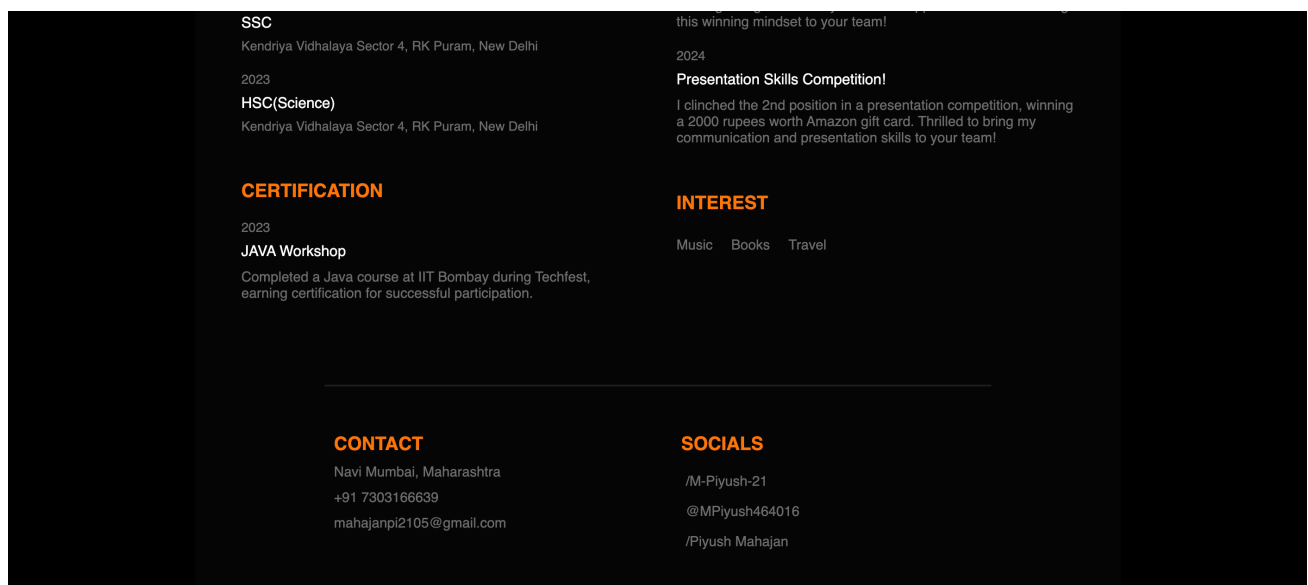 SSC
Kendriya Vidhalaya Sector 4, RK Puram, New Delhi
2023
HSC(Science)
Kendriya Vidhalaya Sector 4, RK Puram, New Delhi
CERTIFICATION
2023
JAVA Workshop
Completed a Java course at IIT Bombay during Techfest,
earning certification for successful participation.
this winning mindset to your team!
2024
Presentation Skills Competition!
I clinched the 2nd position in a presentation competition, winning
a 2000 rupees worth Amazon gift card. Thrilled to bring my
communication and presentation skills to your team!
INTEREST
Music Books Travel
CONTACT
Navi Mumbai, Maharashtra
+91 7303166639
mahajanpi2105@gmail.com
SOCIALS
/M-Piyush-21
@MPiyush464016
/Piyush Mahajan